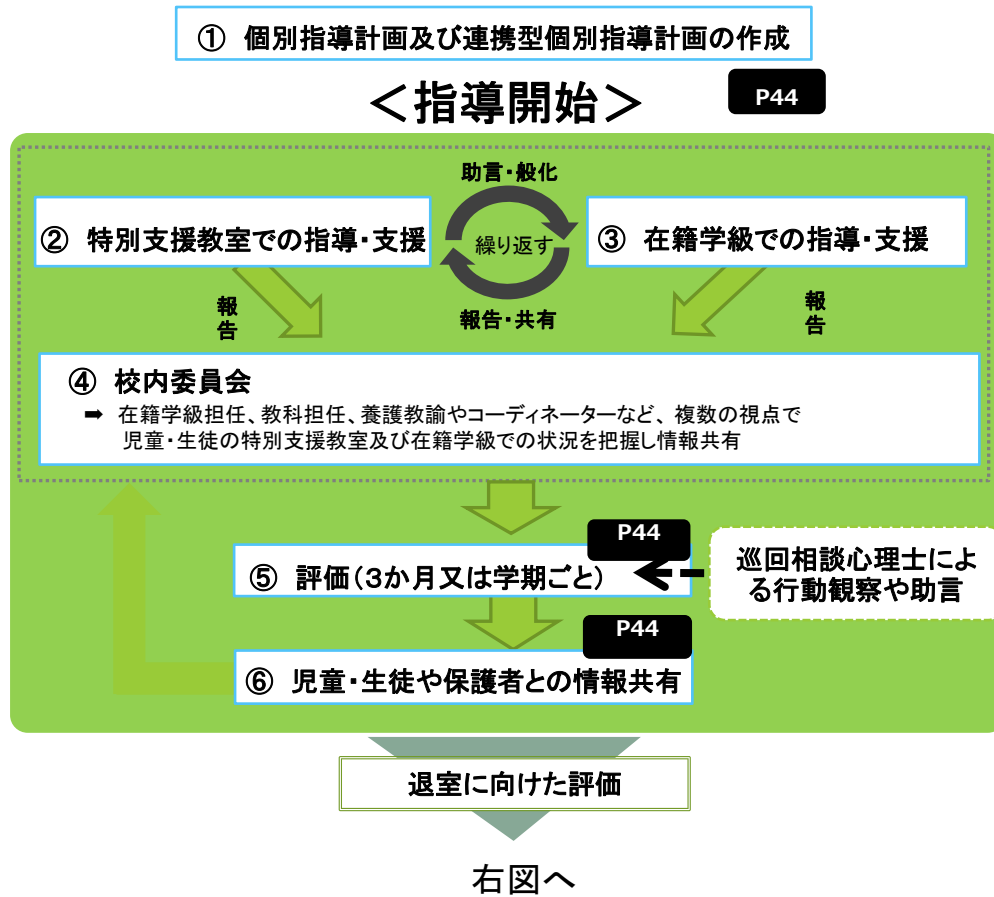 ① 個別指導計画及び連携型個別指導計画の作成
＜指導開始＞
P44
助言・般化
② 特別支援教室での指導・支援
繰り返す
③ 在籍学級での指導・支援
報告・共有
報告
報告
④ 校内委員会
➡ 在籍学級担任、教科担任、養護教諭やコーディネーターなど、複数の視点で
児童・生徒の特別支援教室及び在籍学級での状況を把握し情報共有
P44
⑤ 評価（３か月又は学期ごと）
巡回相談心理士によ
る行動観察や助言
P44
⑥ 児童・生徒や保護者との情報共有
退室に向けた評価
右図へ